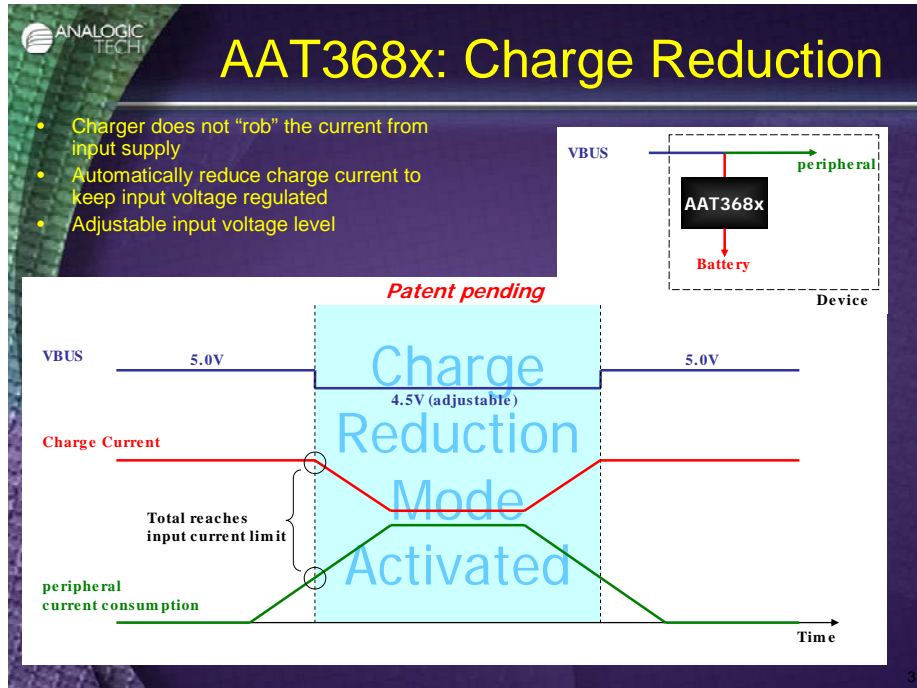 ANALOGIC
TECH
AAT368x: Charge Reduction
• Charger does not “rob” the current from
input supply
• Automatically reduce charge current to
keep input voltage regulated
• Adjustable input voltage level
VBUS
peripheral
AAT368x
Battery
Device
Patent pending
VBUS
5.0V
5.0V
4.5V (adjustable)
Charge
Reduction
Mode
Activated
Charge Current
Total reaches
input current limit
peripheral
current consumption
Time
3